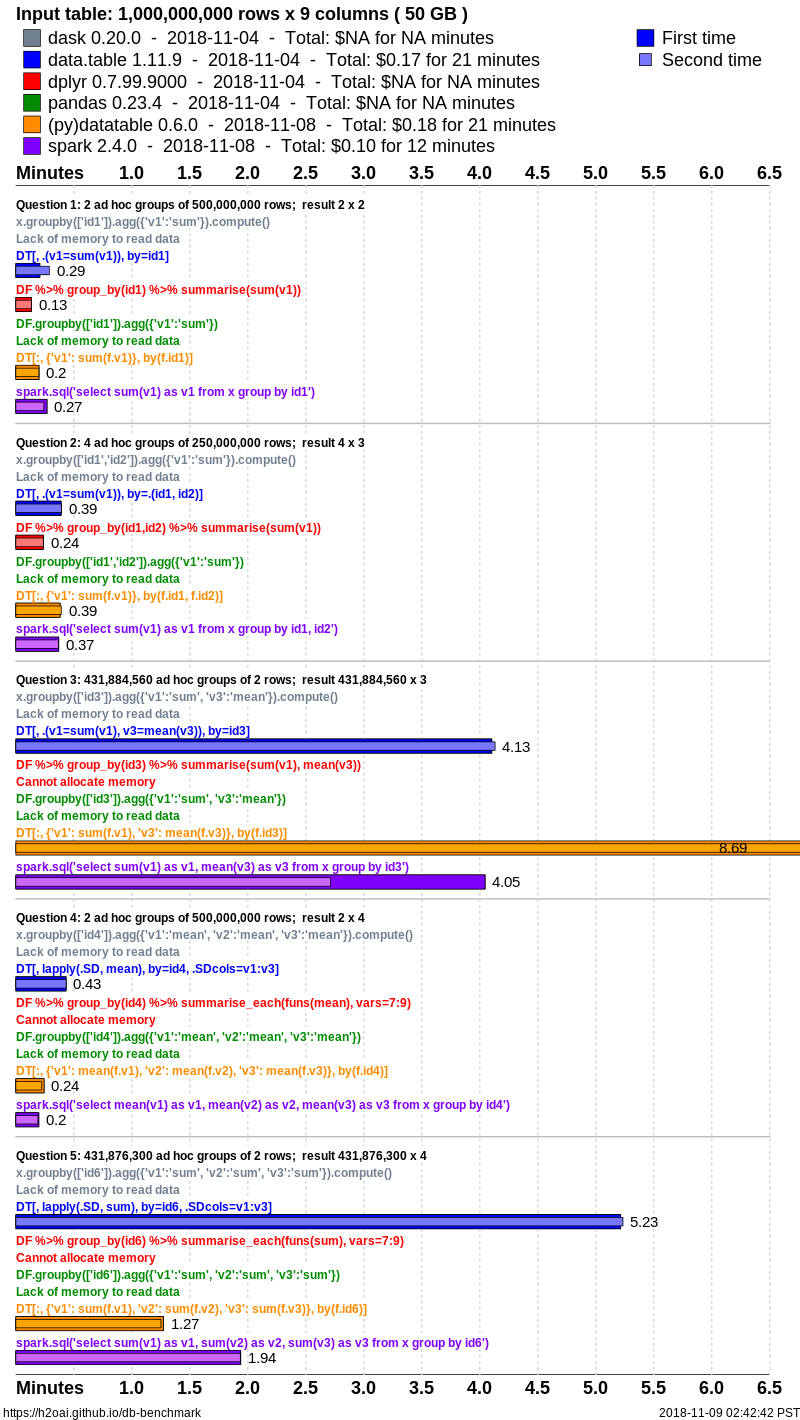 Input table: 1,000,000,000 rows x 9 columns ( 50 GB )
dask 0.20.0  -  2018-11-04  -  Total: $NA for NA minutes
First time
data.table 1.11.9  -  2018-11-04  -  Total: $0.17 for 21 minutes
Second time
dplyr 0.7.99.9000  -  2018-11-04  -  Total: $NA for NA minutes
pandas 0.23.4  -  2018-11-04  -  Total: $NA for NA minutes
(py)datatable 0.6.0  -  2018-11-08  -  Total: $0.18 for 21 minutes
spark 2.4.0  -  2018-11-08  -  Total: $0.10 for 12 minutes
Minutes 1.0 1.5 2.0 2.5 3.0 3.5 4.0 4.5 5.0 5.5 6.0 6.5
Question 1: 2 ad hoc groups of 500,000,000 rows;  result 2 x 2
x.groupby(['id1']).agg({'v1':'sum'}).compute()
Lack of memory to read data
DT[, .(v1=sum(v1)), by=id1]
0.29
DF %>% group_by(id1) %>% summarise(sum(v1))
0.13
DF.groupby(['id1']).agg({'v1':'sum'})
Lack of memory to read data
DT[:, {'v1': sum(f.v1)}, by(f.id1)]
0.2
spark.sql('select sum(v1) as v1 from x group by id1')
0.27
Question 2: 4 ad hoc groups of 250,000,000 rows;  result 4 x 3
x.groupby(['id1','id2']).agg({'v1':'sum'}).compute()
Lack of memory to read data
DT[, .(v1=sum(v1)), by=.(id1, id2)]
0.39
DF %>% group_by(id1,id2) %>% summarise(sum(v1))
0.24
DF.groupby(['id1','id2']).agg({'v1':'sum'})
Lack of memory to read data
DT[:, {'v1': sum(f.v1)}, by(f.id1, f.id2)]
0.39
spark.sql('select sum(v1) as v1 from x group by id1, id2')
0.37
Question 3: 431,884,560 ad hoc groups of 2 rows;  result 431,884,560 x 3
x.groupby(['id3']).agg({'v1':'sum', 'v3':'mean'}).compute()
Lack of memory to read data
DT[, .(v1=sum(v1), v3=mean(v3)), by=id3]
4.13
DF %>% group_by(id3) %>% summarise(sum(v1), mean(v3))
Cannot allocate memory
DF.groupby(['id3']).agg({'v1':'sum', 'v3':'mean'})
Lack of memory to read data
DT[:, {'v1': sum(f.v1), 'v3': mean(f.v3)}, by(f.id3)]
8.69
spark.sql('select sum(v1) as v1, mean(v3) as v3 from x group by id3')
4.05
Question 4: 2 ad hoc groups of 500,000,000 rows;  result 2 x 4
x.groupby(['id4']).agg({'v1':'mean', 'v2':'mean', 'v3':'mean'}).compute()
Lack of memory to read data
DT[, lapply(.SD, mean), by=id4, .SDcols=v1:v3]
0.43
DF %>% group_by(id4) %>% summarise_each(funs(mean), vars=7:9)
Cannot allocate memory
DF.groupby(['id4']).agg({'v1':'mean', 'v2':'mean', 'v3':'mean'})
Lack of memory to read data
DT[:, {'v1': mean(f.v1), 'v2': mean(f.v2), 'v3': mean(f.v3)}, by(f.id4)]
0.24
spark.sql('select mean(v1) as v1, mean(v2) as v2, mean(v3) as v3 from x group by id4')
0.2
Question 5: 431,876,300 ad hoc groups of 2 rows;  result 431,876,300 x 4
x.groupby(['id6']).agg({'v1':'sum', 'v2':'sum', 'v3':'sum'}).compute()
Lack of memory to read data
DT[, lapply(.SD, sum), by=id6, .SDcols=v1:v3]
5.23
DF %>% group_by(id6) %>% summarise_each(funs(sum), vars=7:9)
Cannot allocate memory
DF.groupby(['id6']).agg({'v1':'sum', 'v2':'sum', 'v3':'sum'})
Lack of memory to read data
DT[:, {'v1': sum(f.v1), 'v2': sum(f.v2), 'v3': sum(f.v3)}, by(f.id6)]
1.27
spark.sql('select sum(v1) as v1, sum(v2) as v2, sum(v3) as v3 from x group by id6')
1.94
Minutes 1.0 1.5 2.0 2.5 3.0 3.5 4.0 4.5 5.0 5.5 6.0 6.5
https://h2oai.github.io/db-benchmark
2018-11-09 02:42:42 PST